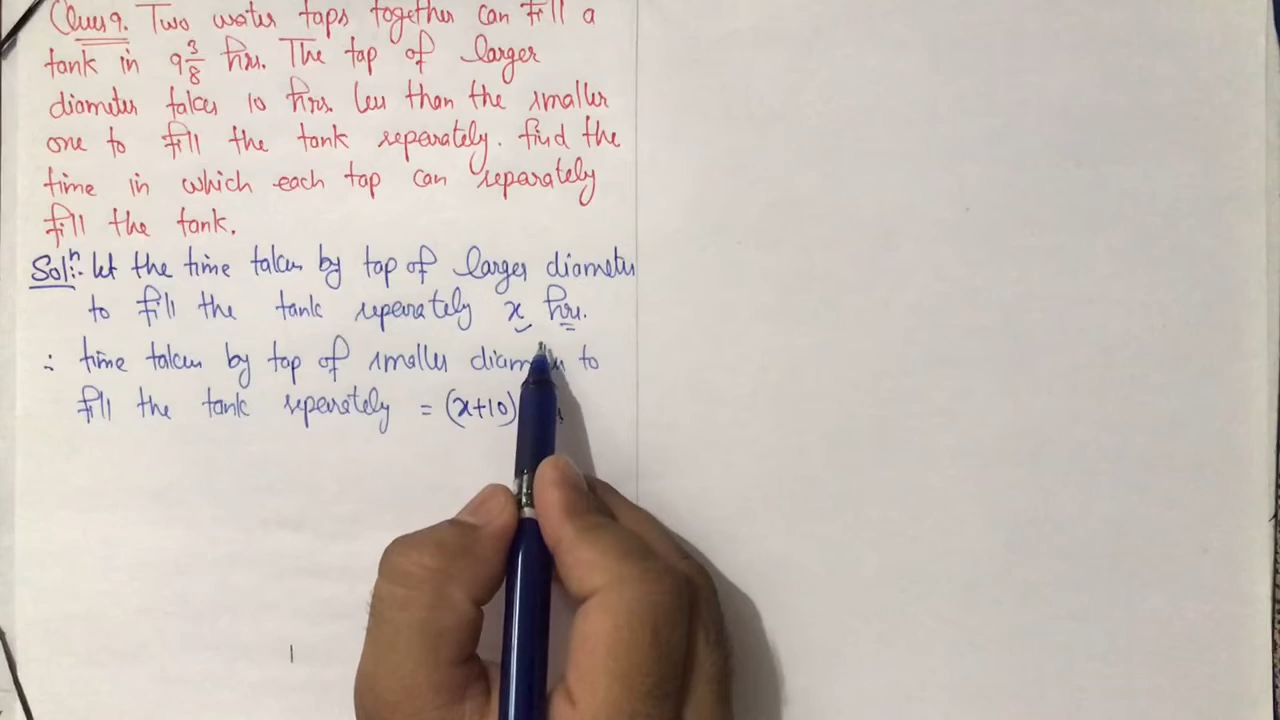 Ques 9. Two water taps together can fill a
tank in 9 3/8 hrs. The tap of larger
diameter takes 10 hrs. less than the smaller
one to fill the tank seperately. find the
time in which each tap can separately
fill the tank.
Solⁿ:- let the time taken by tap of larger diameter
to fill the tank seperately x hrs.
∴ time taken by tap of smaller to
fill the tank seperately = (x+10)